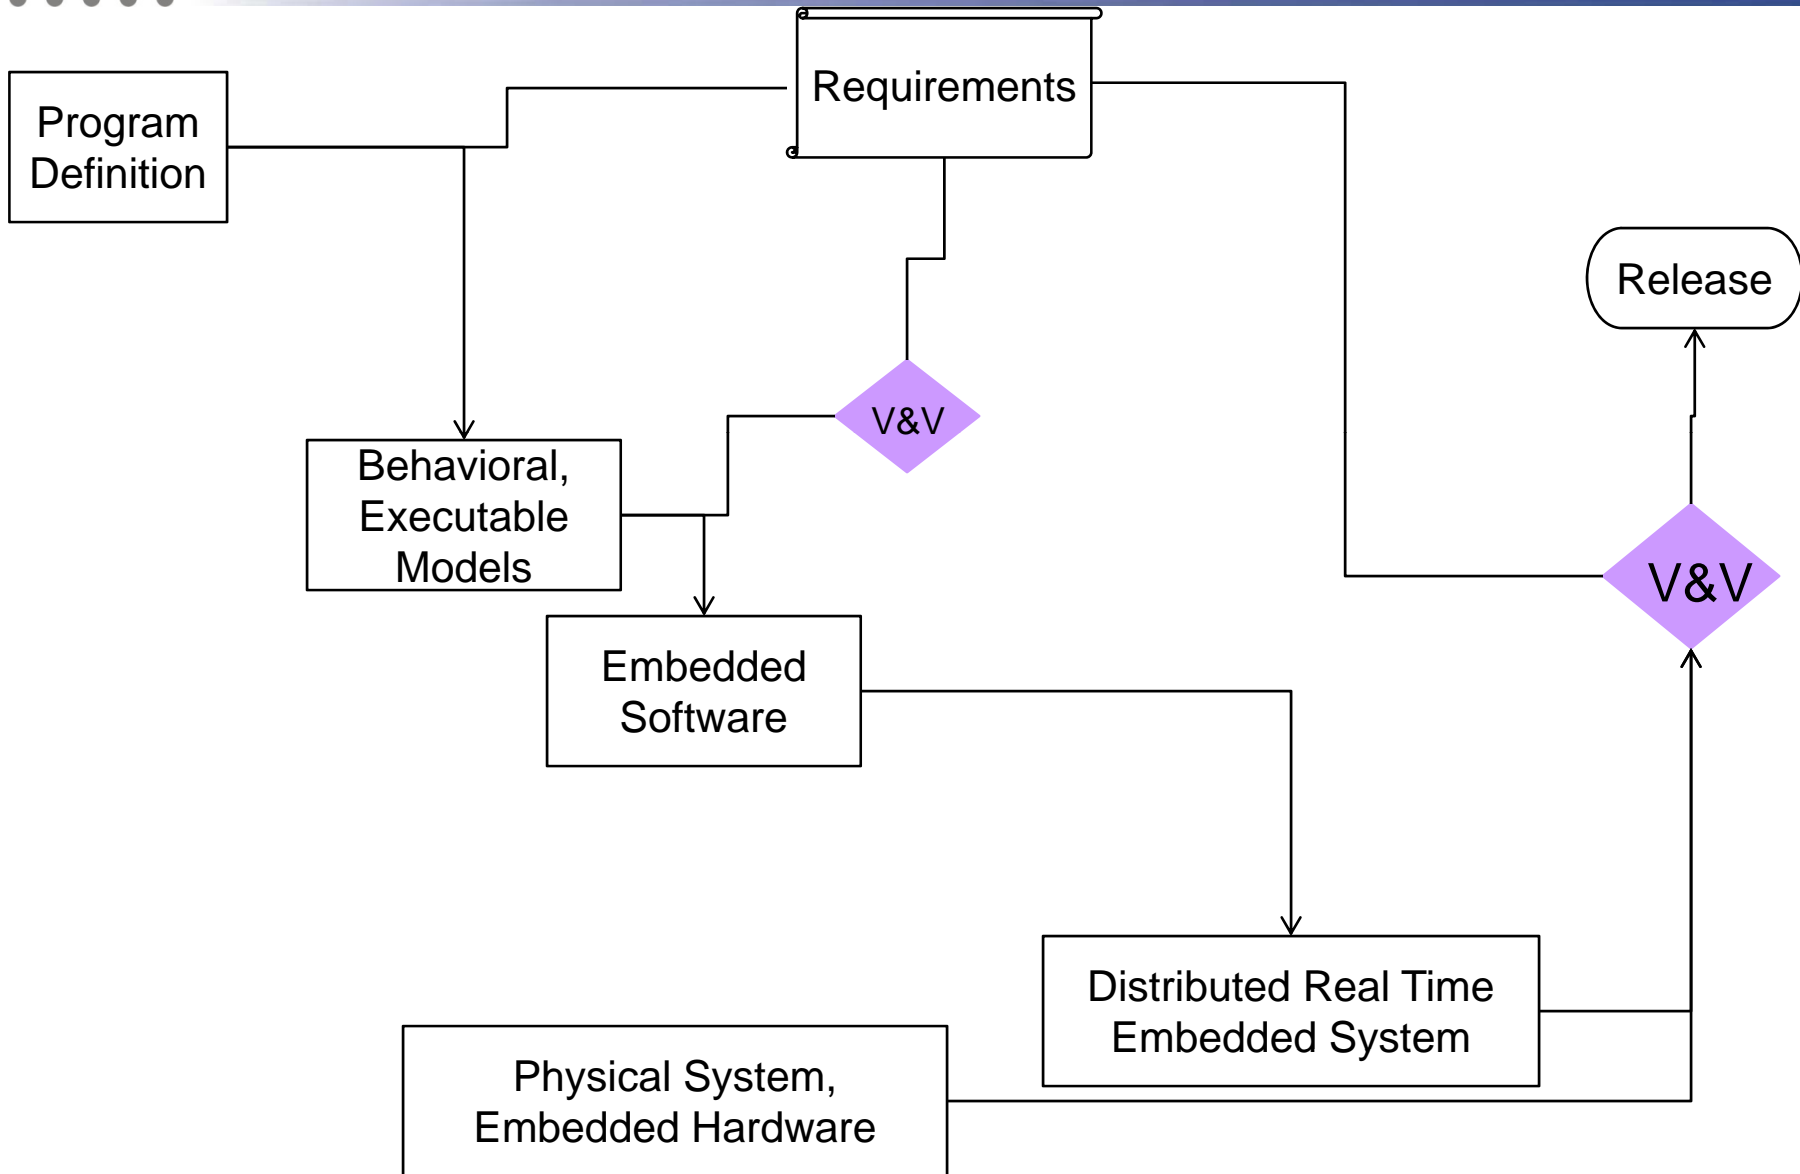 Requirements
Program
Definition
Release
V&V
Behavioral,
Executable
Models
V&V
Embedded
Software
Distributed Real Time
Embedded System
Physical System,
Embedded Hardware